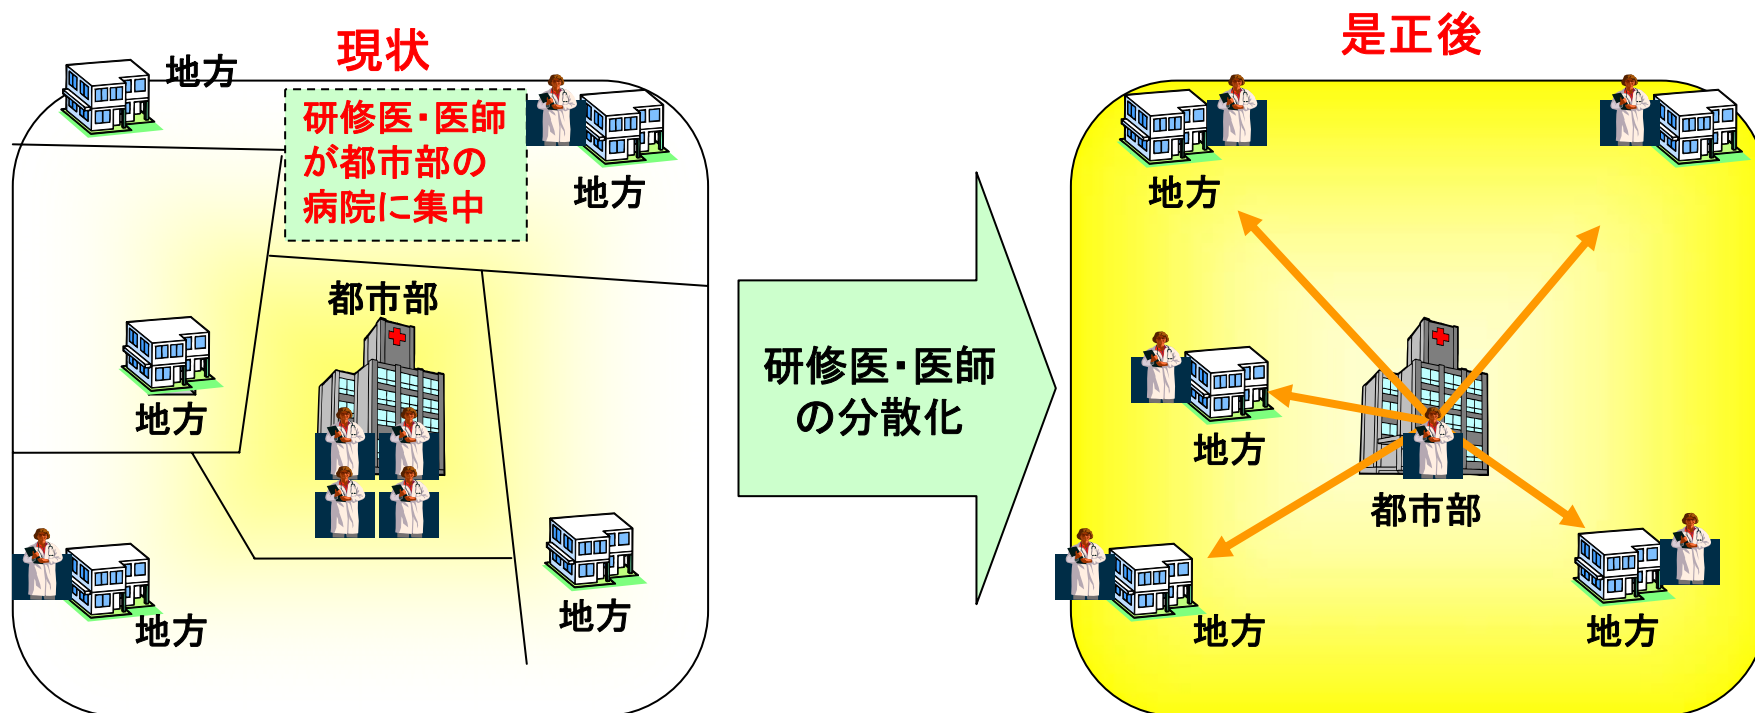 現状
地方
研修医・医師
が都市部の
病院に集中
地方
都市部
地方
地方
地方
研修医・医師
の分散化
是正後
地方
地方
都市部
地方
地方